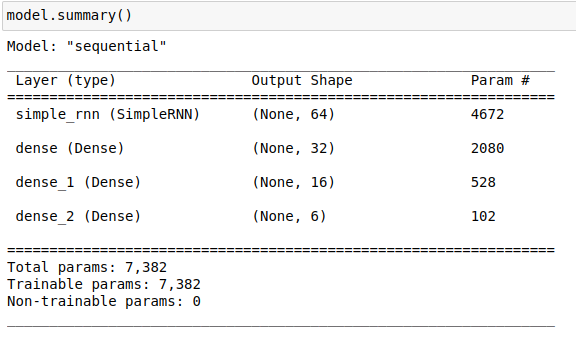 model.summary()
Model: "sequential"
_________________________________________________________________
Layer (type) Output Shape Param #
=================================================================
simple_rnn (SimpleRNN) (None, 64) 4672
dense (Dense) (None, 32) 2080
dense_1 (Dense) (None, 16) 528
dense_2 (Dense) (None, 6) 102
=================================================================
Total params: 7,382
Trainable params: 7,382
Non-trainable params: 0
_________________________________________________________________